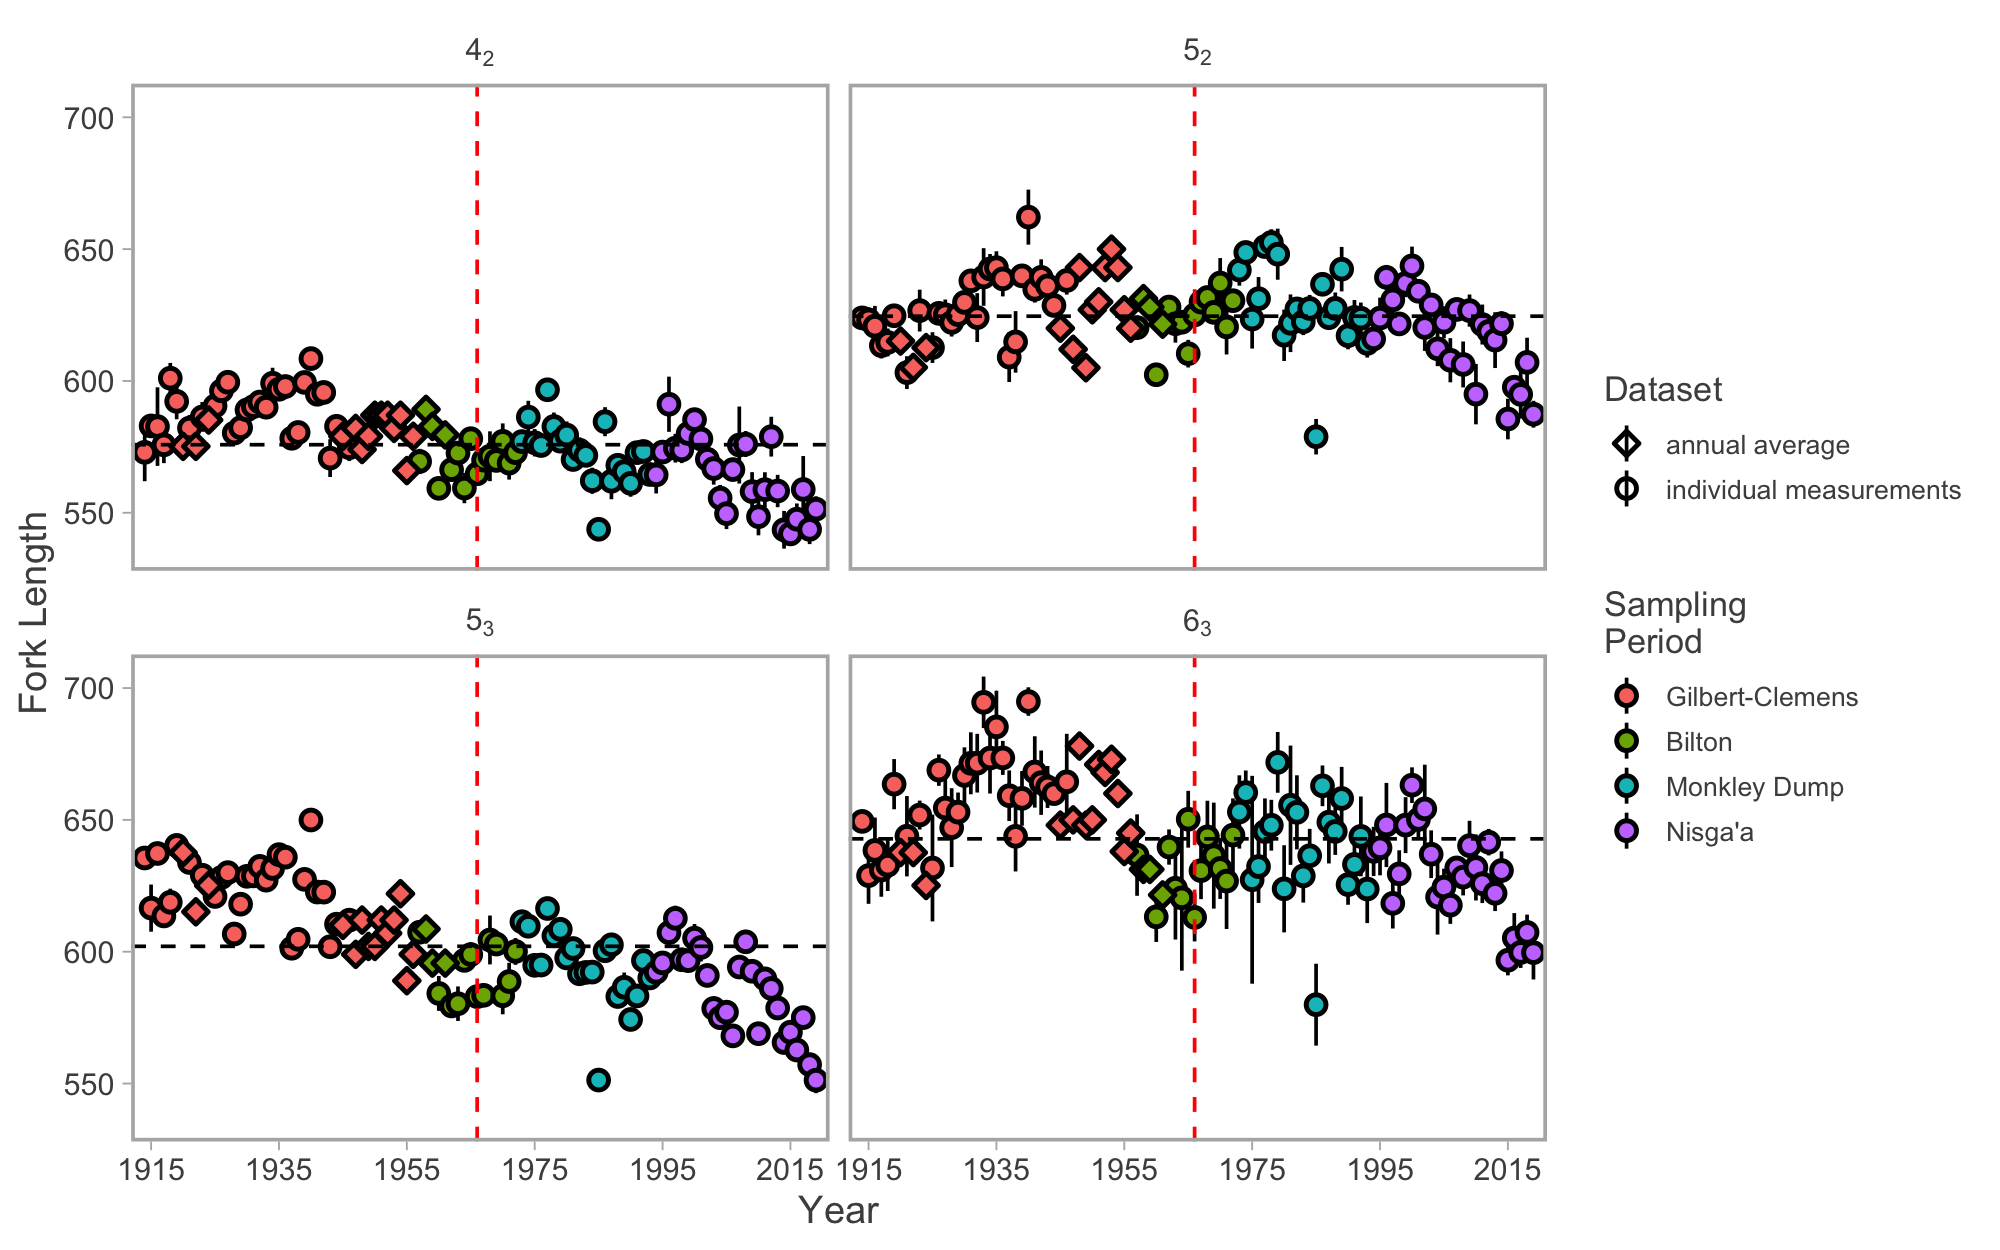 4₂
5₂
700
650
600
550
5₃
6₃
700
650
600
550
1915 1935 1955 1975 1995 2015
1915 1935 1955 1975 1995 2015
Fork Length
Year
Dataset
annual average
individual measurements
Sampling
Period
Gilbert-Clemens
Bilton
Monkley Dump
Nisga'a